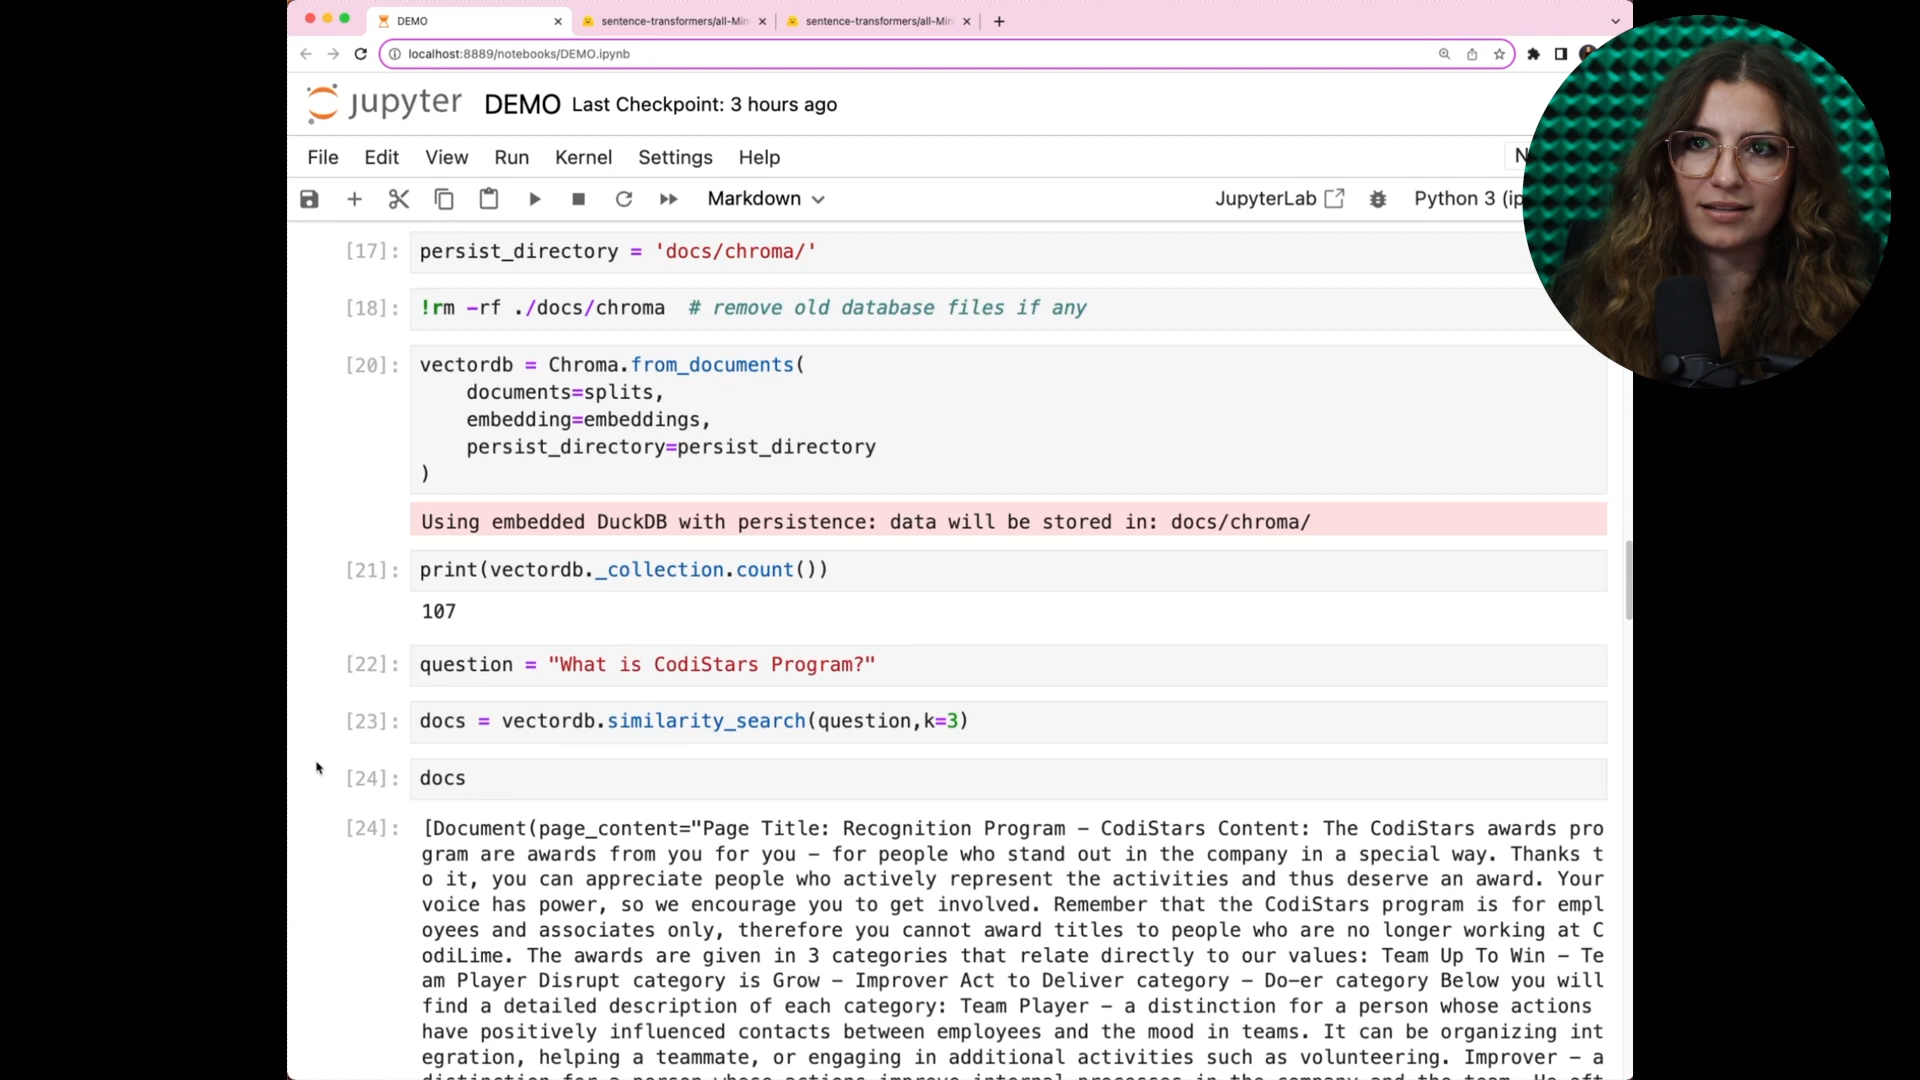 DEMO
sentence-transformers/all-Min
sentence-transformers/all-Min
localhost:8889/notebooks/DEMO.ipynb
jupyter DEMO Last Checkpoint: 3 hours ago
File Edit View Run Kernel Settings Help
Markdown JupyterLab Python 3 (ip
[17]: persist_directory = 'docs/chroma/'
[18]: !rm -rf ./docs/chroma # remove old database files if any
[20]: vectordb = Chroma.from_documents(
documents=splits,
embedding=embeddings,
persist_directory=persist_directory
)
Using embedded DuckDB with persistence: data will be stored in: docs/chroma/
[21]: print(vectordb._collection.count())
107
[22]: question = "What is CodiStars Program?"
[23]: docs = vectordb.similarity_search(question,k=3)
[24]: docs
[24]: [Document(page_content="Page Title: Recognition Program – CodiStars Content: The CodiStars awards pro
gram are awards from you for you – for people who stand out in the company in a special way. Thanks t
o it, you can appreciate people who actively represent the activities and thus deserve an award. Your
voice has power, so we encourage you to get involved. Remember that the CodiStars program is for empl
oyees and associates only, therefore you cannot award titles to people who are no longer working at C
odiLime. The awards are given in 3 categories that relate directly to our values: Team Up To Win – Te
am Player Disrupt category is Grow – Improver Act to Deliver category – Do-er category Below you will
find a detailed description of each category: Team Player – a distinction for a person whose actions
have positively influenced contacts between employees and the mood in teams. It can be organizing int
egration, helping a teammate, or engaging in additional activities such as volunteering. Improver – a